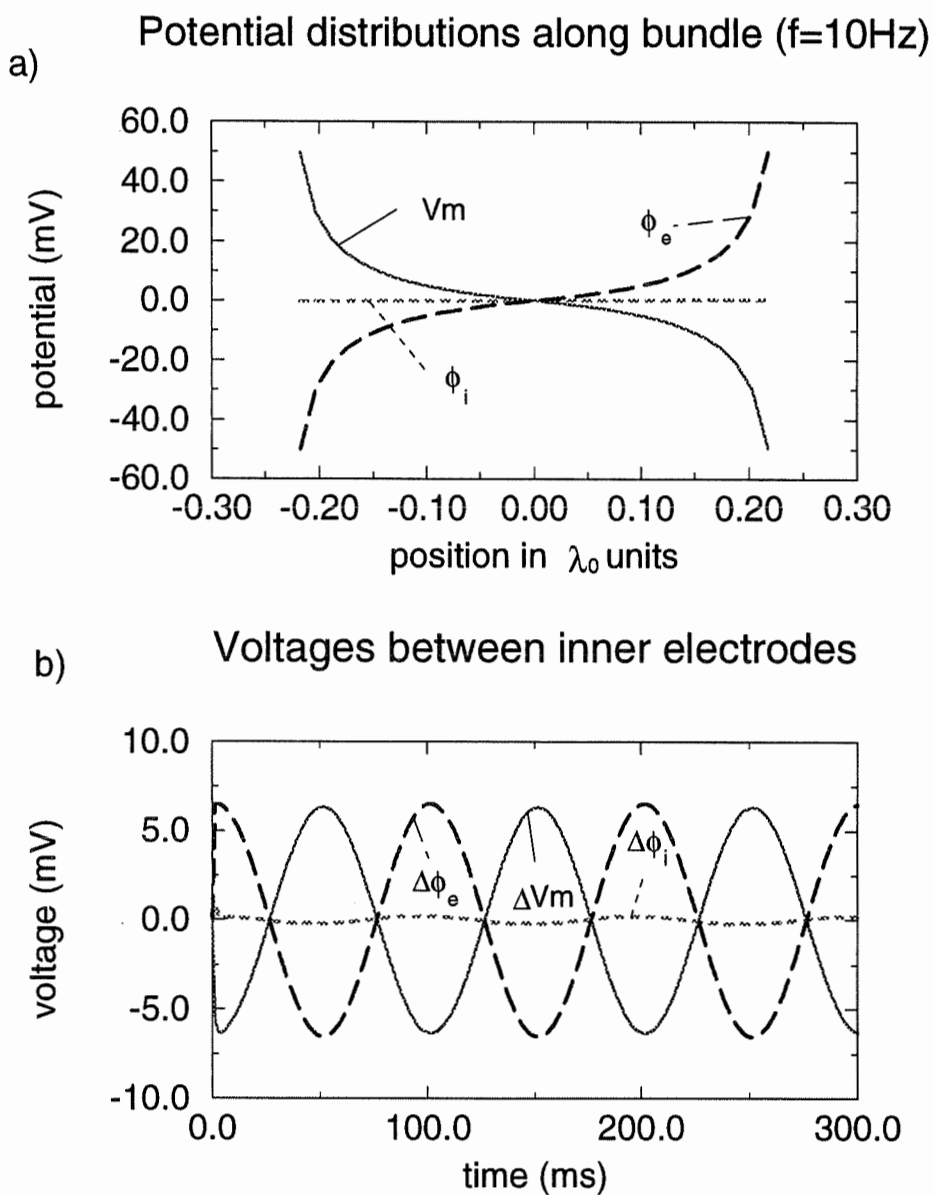 Potential distributions along bundle (f=10Hz)
a)
60.0
40.0
20.0
0.0
-20.0
-40.0
-60.0
potential (mV)
Vm
ϕe
ϕi
-0.30 -0.20 -0.10 0.00 0.10 0.20 0.30
position in λ₀ units
b)
Voltages between inner electrodes
10.0
5.0
0.0
-5.0
-10.0
voltage (mV)
Δϕe
ΔVm
Δϕi
0.0 100.0 200.0 300.0
time (ms)